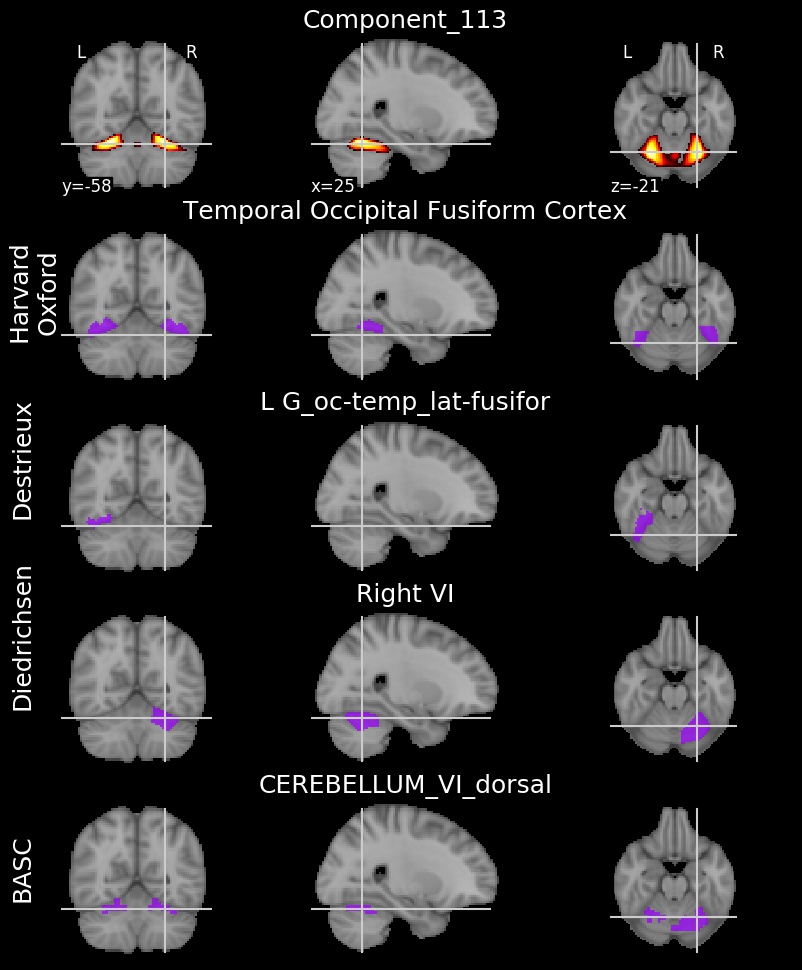 Component_113
L R
L R
y=-58
x=25
z=-21
Temporal Occipital Fusiform Cortex
Harvard
Oxford
L G_oc-temp_lat-fusifor
Destrieux
Right VI
Diedrichsen
CEREBELLUM_VI_dorsal
BASC